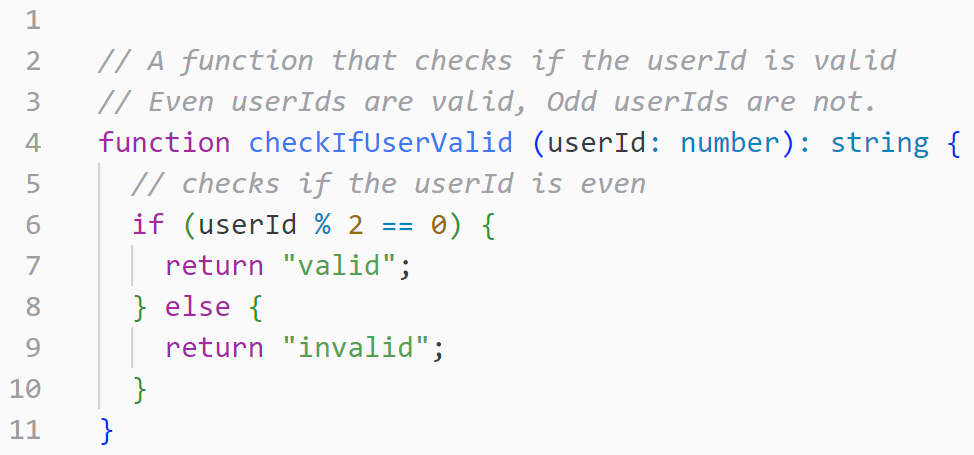 1
2 // A function that checks if the userId is valid
3 // Even userIds are valid, Odd userIds are not.
4 function checkIfUserValid (userId: number): string {
5 // checks if the userId is even
6 if (userId % 2 == 0) {
7 return "valid";
8 } else {
9 return "invalid";
10 }
11 }